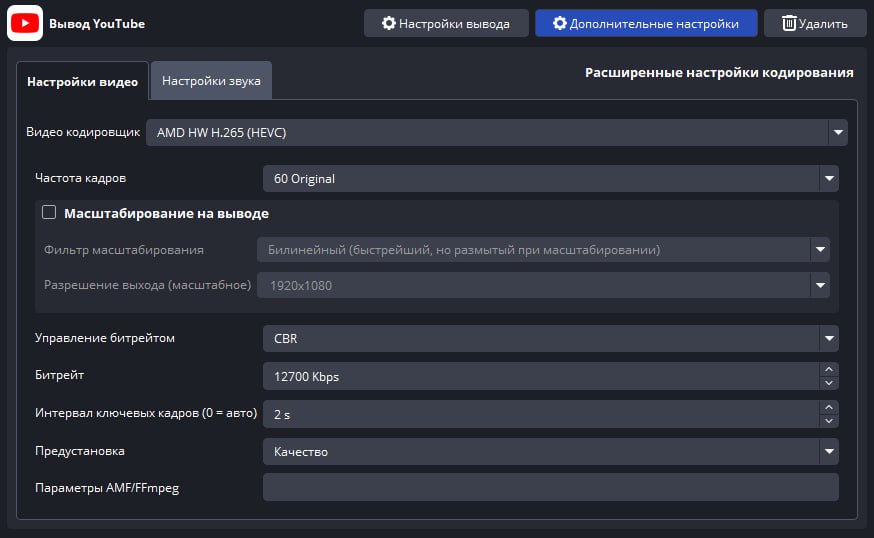 Вывод YouTube
Настройки вывода
Дополнительные настройки
Удалить
Настройки видео
Настройки звука
Расширенные настройки кодирования
Видео кодировщик
AMD HW H.265 (HEVC)
Частота кадров
60 Original
Масштабирование на выводе
Фильтр масштабирования
Билинейный (быстрейший, но размытый при масштабировании)
Разрешение выхода (масштабное)
1920x1080
Управление битрейтом
CBR
Битрейт
12700 Kbps
Интервал ключевых кадров (0 = авто)
2 s
Предустановка
Качество
Параметры AMF/FFmpeg